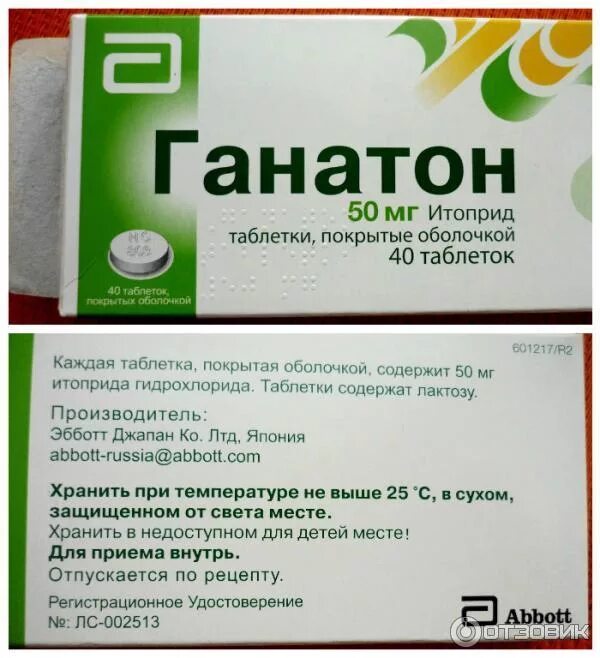 Ганатон
50 мг Итоприд
таблетки, покрытые оболочкой
40 таблеток
40 таблеток,
покрытых оболочкой
601217/R2
Каждая таблетка, покрытая оболочкой, содержит 50 мг
итоприда гидрохлорида. Таблетки содержат лактозу.
Производитель:
Эбботт Джапан Ко. Лтд, Япония
abbott-russia@abbott.com
Хранить при температуре не выше 25 °С, в сухом,
защищенном от света месте.
Хранить в недоступном для детей месте!
Для приема внутрь.
Отпускается по рецепту.
Регистрационное Удостоверение
№: ЛС-002513
Abbott
ОТЗОВИК